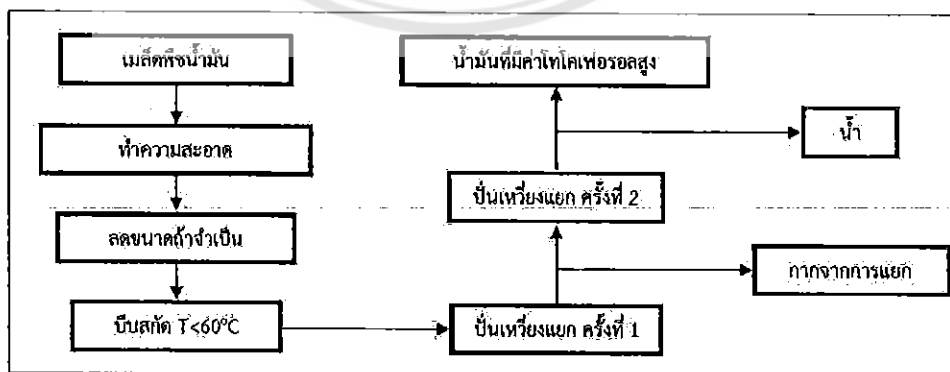 เมล็ดพืชน้ำมัน
ทำความสะอาด
ลดขนาดถ้าจำเป็น
บีบสกัด T<60°C
ปั่นเหวี่ยงแยก ครั้งที่ 1
กากจากการแยก
ปั่นเหวี่ยงแยก ครั้งที่ 2
น้ำ
น้ำมันที่มีค่าโทโคเฟอรอลสูง